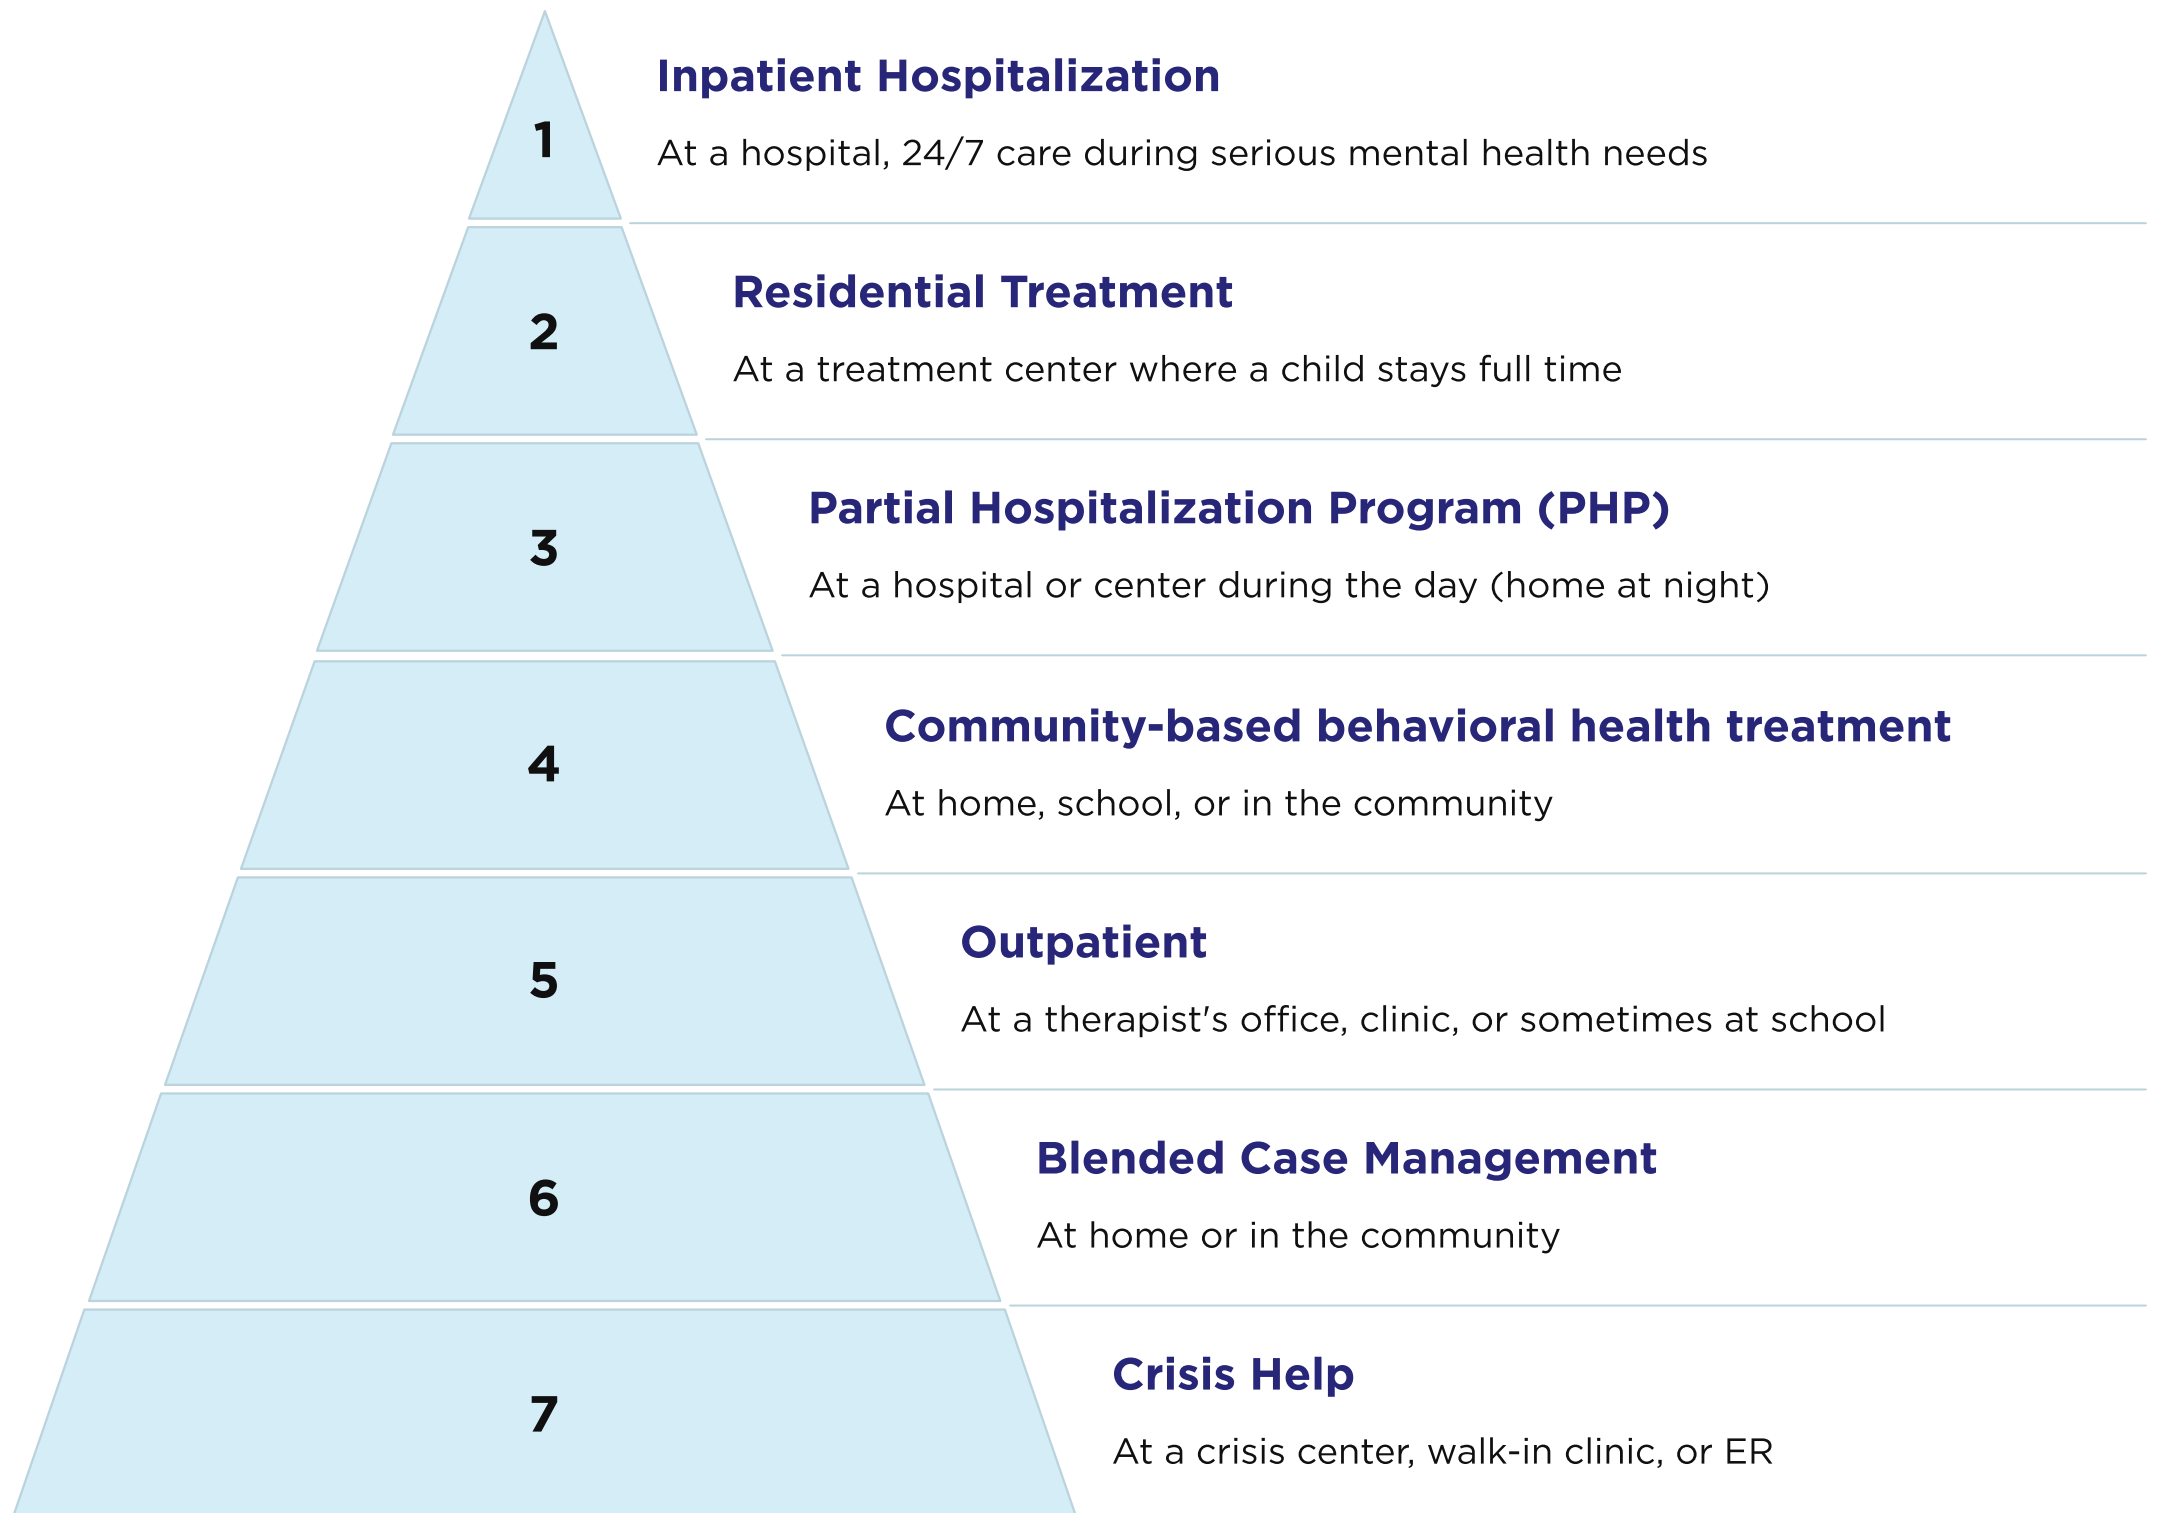 1
Inpatient Hospitalization
At a hospital, 24/7 care during serious mental health needs
2
Residential Treatment
At a treatment center where a child stays full time
3
Partial Hospitalization Program (PHP)
At a hospital or center during the day (home at night)
4
Community-based behavioral health treatment
At home, school, or in the community
5
Outpatient
At a therapist's office, clinic, or sometimes at school
6
Blended Case Management
At home or in the community
7
Crisis Help
At a crisis center, walk-in clinic, or ER